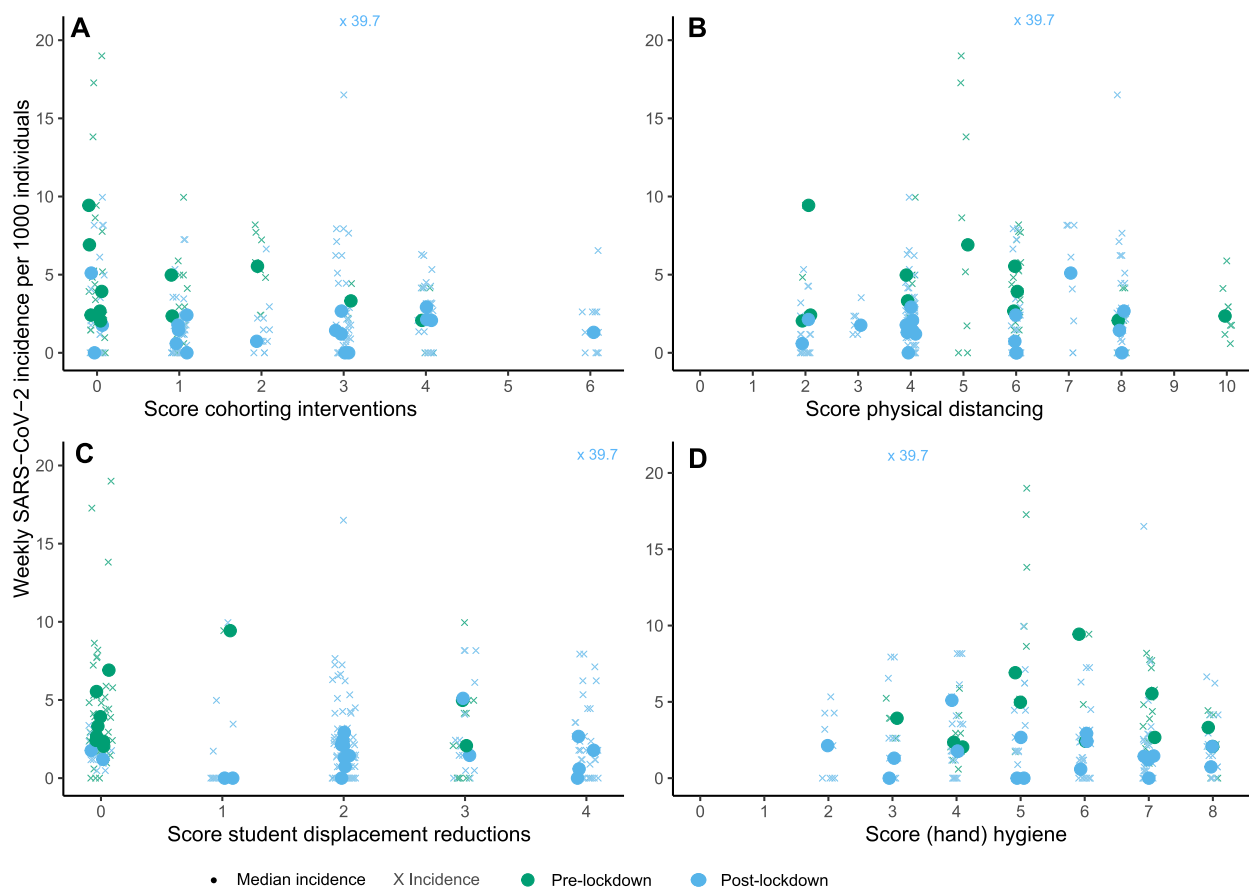 Weekly SARS−CoV−2 incidence per 1000 individuals
A
x 39.7
20
15
10
5
0
0 1 2 3 4 5 6
Score cohorting interventions
B
x 39.7
20
15
10
5
0
0 1 2 3 4 5 6 7 8 9 10
Score physical distancing
C
x 39.7
20
15
10
5
0
0 1 2 3 4
Score student displacement reductions
D
x 39.7
20
15
10
5
0
0 1 2 3 4 5 6 7 8
Score (hand) hygiene
Median incidence X Incidence Pre−lockdown Post−lockdown